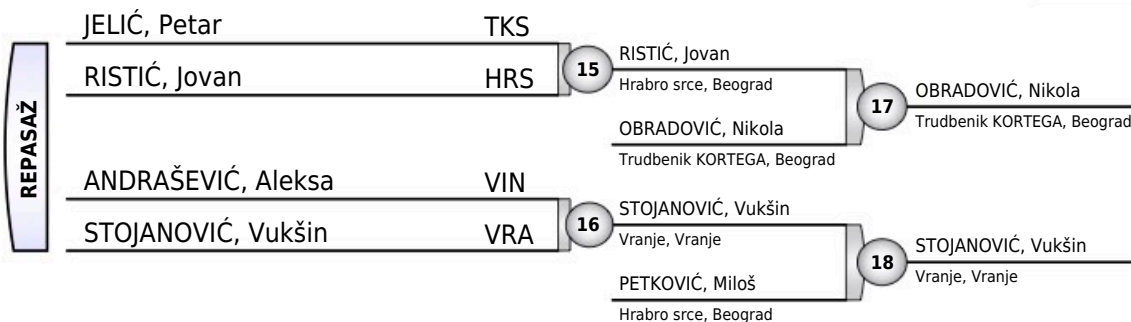 REPASAŽ
JELIĆ, Petar TKS
RISTIĆ, Jovan HRS
15
RISTIĆ, Jovan
Hrabro srce, Beograd
OBRADOVIĆ, Nikola
Trudbenik KORTEGA, Beograd
17
OBRADOVIĆ, Nikola
Trudbenik KORTEGA, Beograd
ANDRAŠEVIĆ, Aleksa VIN
STOJANOVIĆ, Vukšin VRA
16
STOJANOVIĆ, Vukšin
Vranje, Vranje
PETKOVIĆ, Miloš
Hrabro srce, Beograd
18
STOJANOVIĆ, Vukšin
Vranje, Vranje